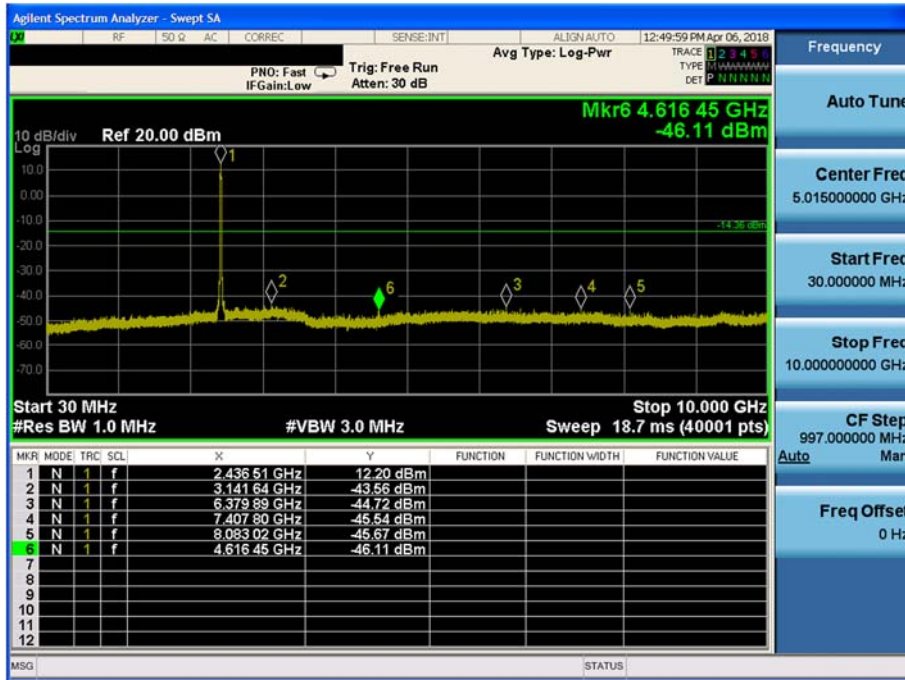 Agilent Spectrum Analyzer - Swept SA
LXI RF 50 Ω AC CORREC SENSE:INT ALIGN AUTO 12:49:59 PM Apr 06, 2018
Avg Type: Log-Pwr TRACE 1 2 3 4 5 6
PNO: Fast Trig: Free Run TYPE M
IFGain:Low Atten: 30 dB DET P N N N N N
Mkr6 4.616 45 GHz
-46.11 dBm
10 dB/div Ref 20.00 dBm
Log
1
10.0
0.00
-10.0
-14.36 dBm
-20.0
-30.0
2 6 3 4 5
-40.0
-50.0
-60.0
-70.0
Start 30 MHz Stop 10.000 GHz
#Res BW 1.0 MHz #VBW 3.0 MHz Sweep 18.7 ms (40001 pts)
MKR MODE TRC SCL X Y FUNCTION FUNCTION WIDTH FUNCTION VALUE
1 N 1 f 2.436 51 GHz 12.20 dBm
2 N 1 f 3.141 64 GHz -43.56 dBm
3 N 1 f 6.379 89 GHz -44.72 dBm
4 N 1 f 7.407 80 GHz -45.54 dBm
5 N 1 f 8.083 02 GHz -45.67 dBm
6 N 1 f 4.616 45 GHz -46.11 dBm
7
8
9
10
11
12
MSG STATUS
Frequency
Auto Tune
Center Freq
5.015000000 GHz
Start Freq
30.000000 MHz
Stop Freq
10.000000000 GHz
CF Step
997.000000 MHz
Auto Man
Freq Offset
0 Hz